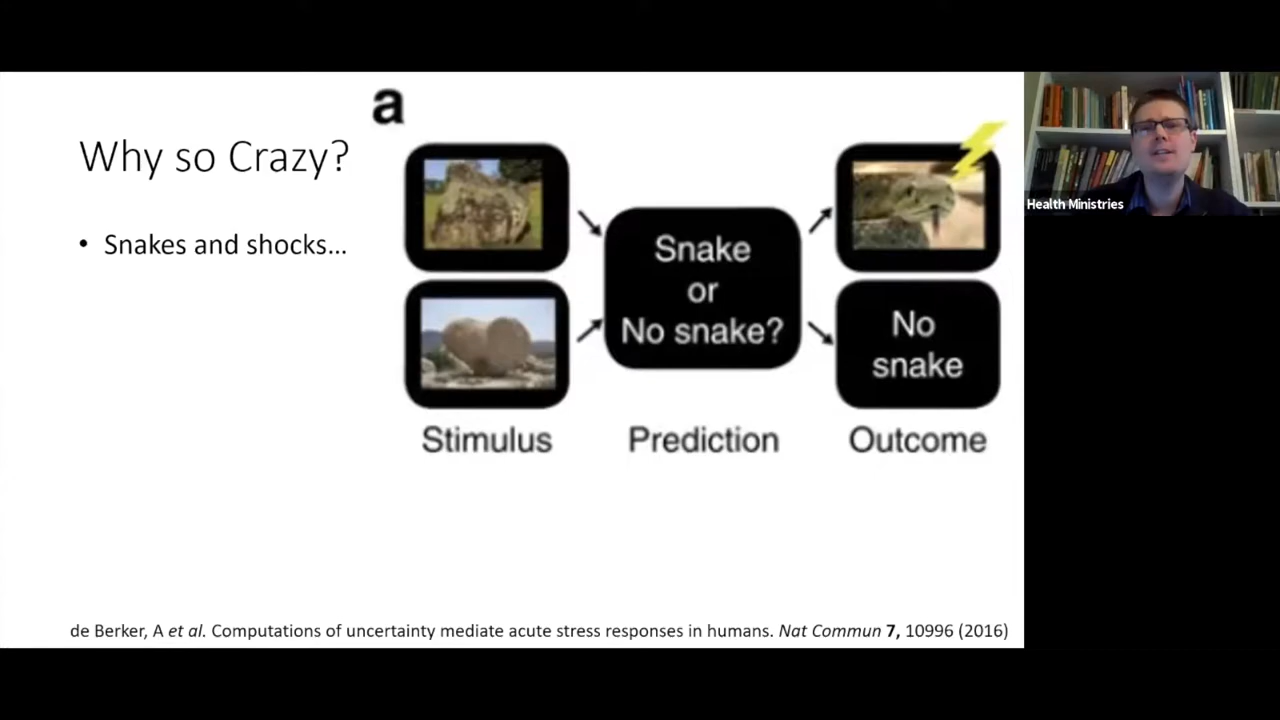 a
Why so Crazy?
• Snakes and shocks...
Snake
or
No snake?
No
snake
Stimulus
Prediction
Outcome
Health Ministries
de Berker, A et al. Computations of uncertainty mediate acute stress responses in humans. Nat Commun 7, 10996 (2016)